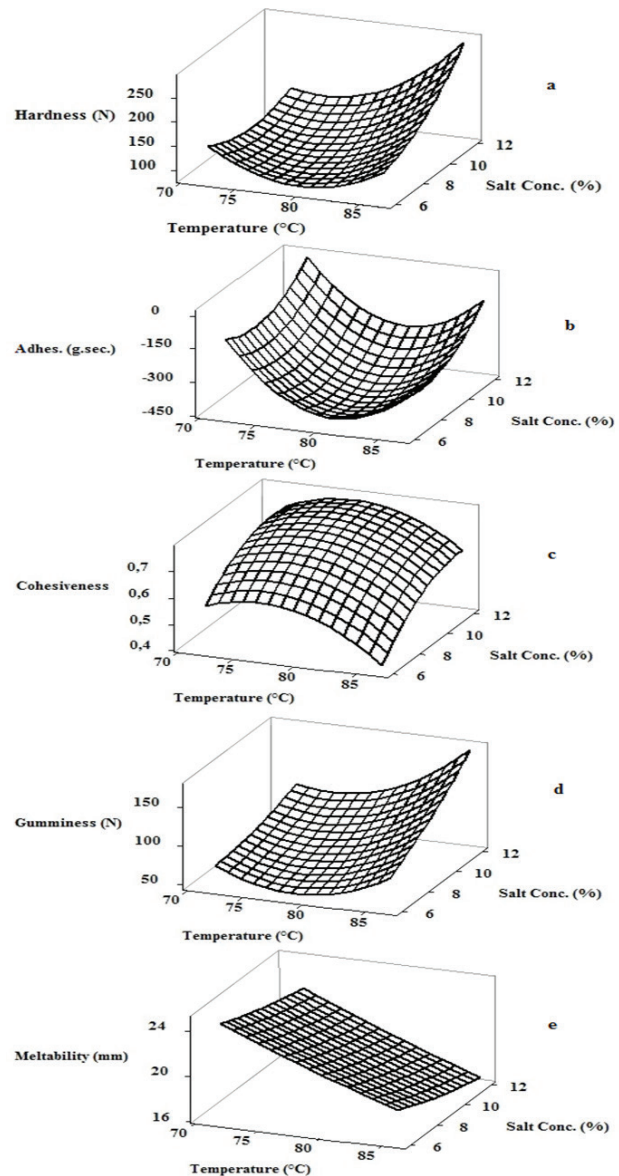 a
Hardness (N)
250
200
150
100
70
75
80
85
Temperature (°C)
6
8
10
12
Salt Conc. (%)
b
Adhes. (g.sec.)
0
-150
-300
-450
70
75
80
85
Temperature (°C)
6
8
10
12
Salt Conc. (%)
c
Cohesiveness
0,7
0,6
0,5
0,4
70
75
80
85
Temperature (°C)
6
8
10
12
Salt Conc. (%)
d
Gumminess (N)
150
100
50
70
75
80
85
Temperature (°C)
6
8
10
12
Salt Conc. (%)
e
Meltability (mm)
24
20
16
70
75
80
85
Temperature (°C)
6
8
10
12
Salt Conc. (%)